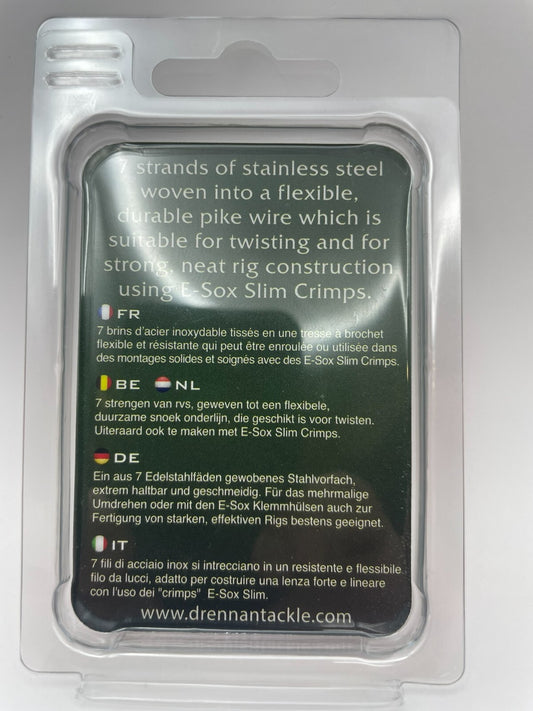 7 strands of stainless steel
woven into a flexible,
durable pike wire which is
suitable for twisting and for
strong, neat rig construction
using E-Sox Slim Crimps.
FR
7 brins d'acier inoxydable tissés en une tresse à brochet
flexible et résistante qui peut être enroulée ou utilisée dans
des montages solides et soignés avec des E-Sox Slim Crimps.
BE NL
7 strengen van rvs, geweven tot een flexibele,
duurzame snoek onderlijn, die geschikt is voor twisten.
Uiteraard ook te maken met E-Sox Slim Crimps.
DE
Ein aus 7 Edelstahlfäden gewobenes Stahlvorfach,
extrem haltbar und geschmeidig. Für das mehrmalige
Umdrehen oder mit den E-Sox Klemmhülsen auch zur
Fertigung von starken, effektiven Rigs bestens geeignet.
IT
7 fili di acciaio inox si intrecciano in un resistente e flessibile
filo da lucci, adatto per costruire una lenza forte e lineare
con l'uso dei "crimps" E-Sox Slim.
www.drennantackle.com